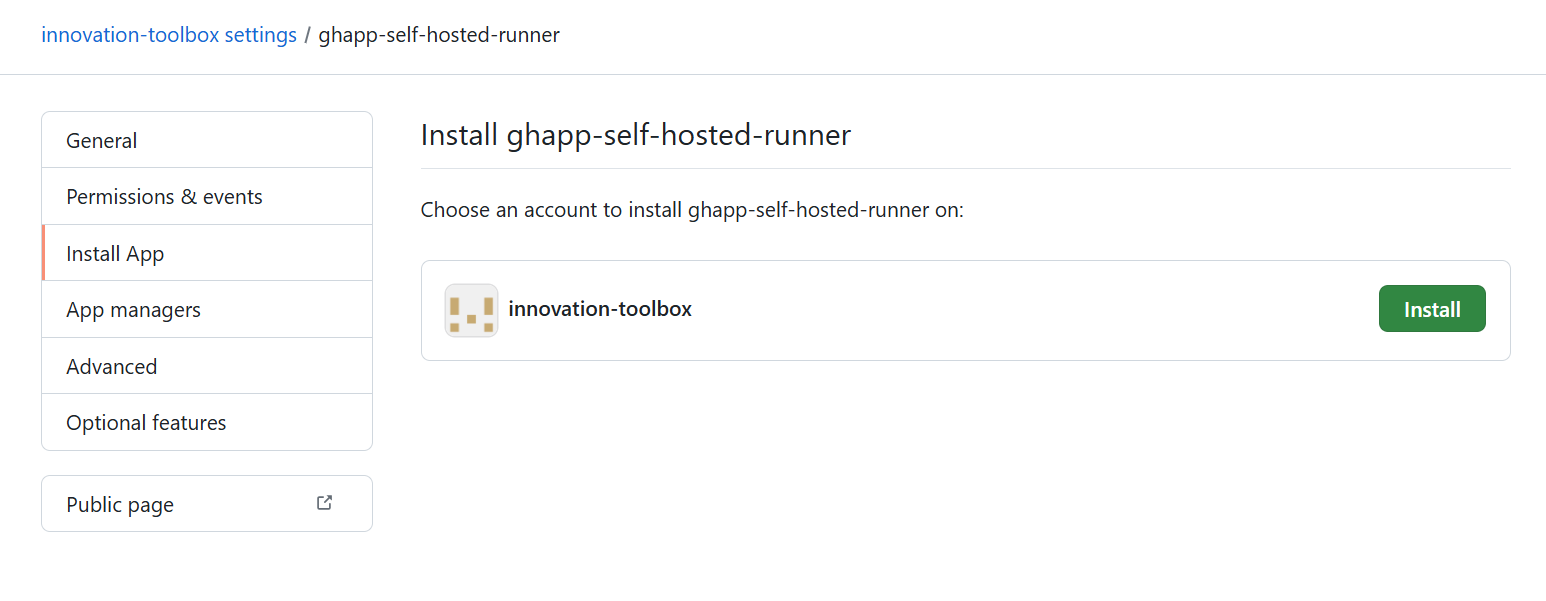 innovation-toolbox settings / ghapp-self-hosted-runner
General
Permissions & events
Install App
App managers
Advanced
Optional features
Public page
Install ghapp-self-hosted-runner
Choose an account to install ghapp-self-hosted-runner on:
innovation-toolbox
Install